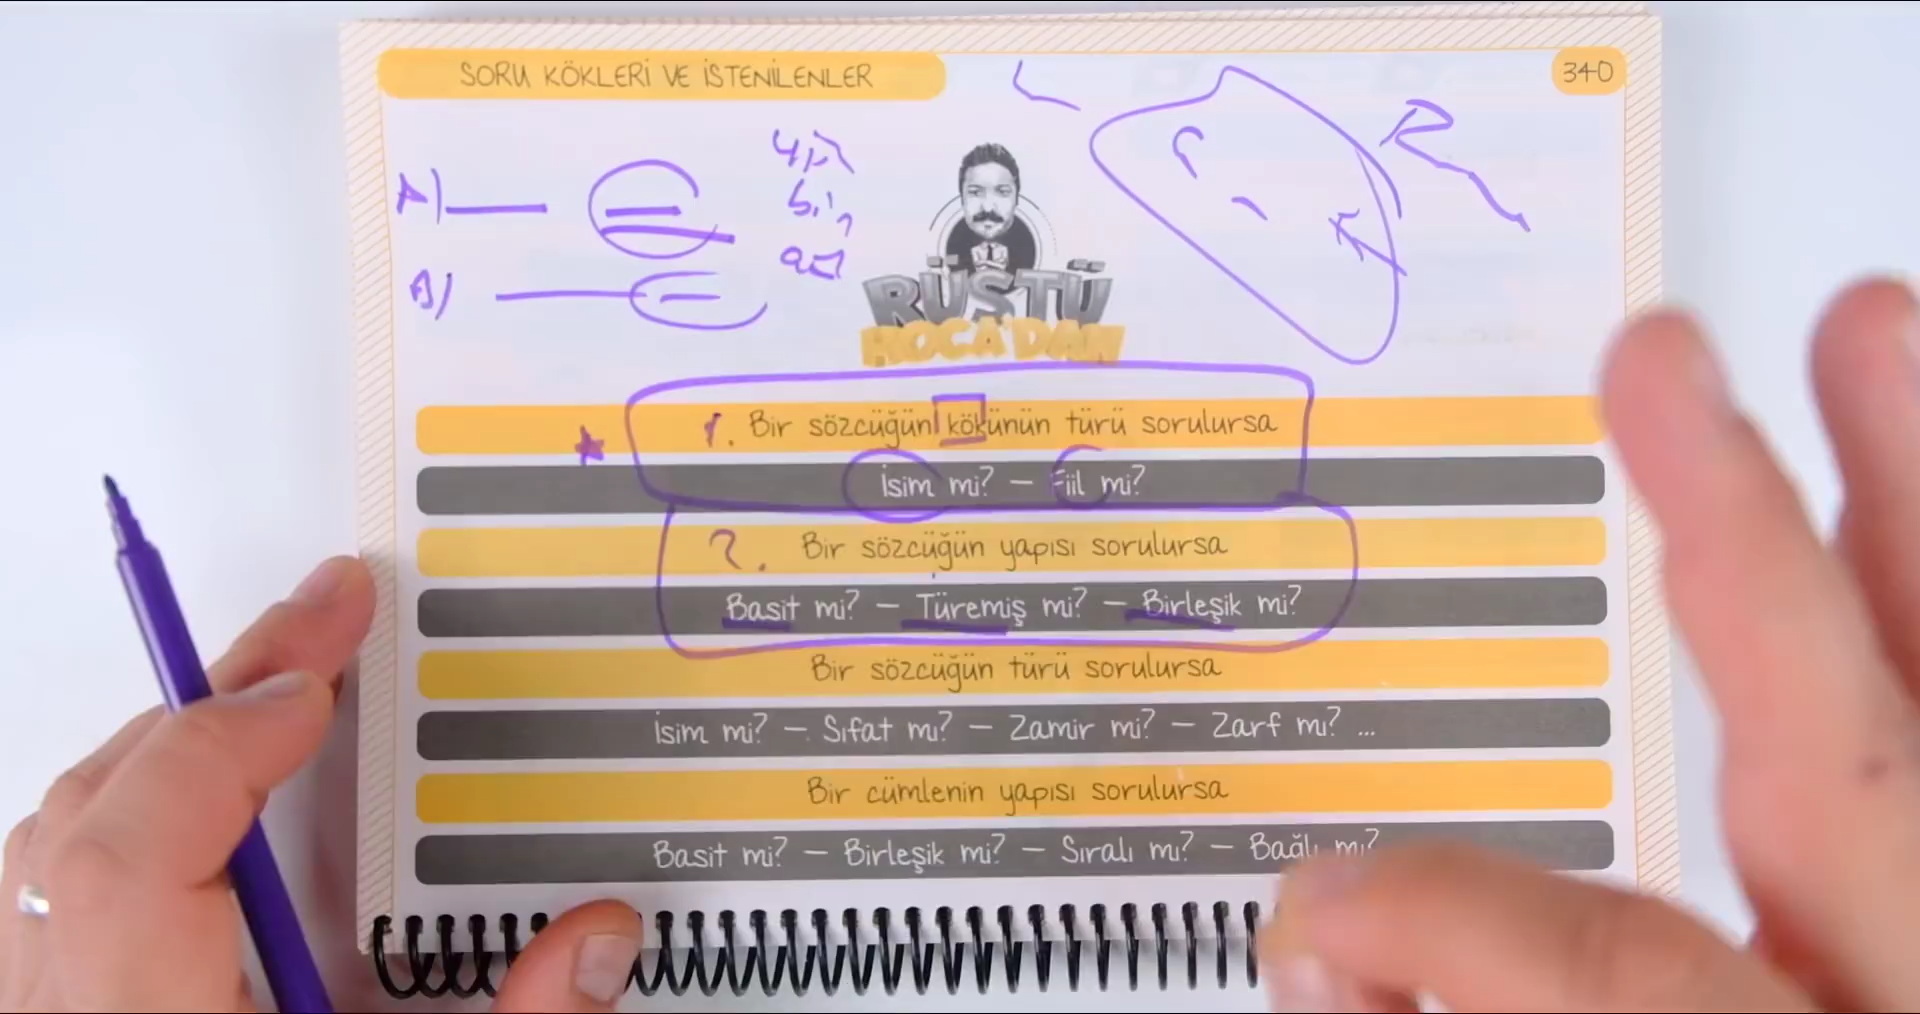 SORU KÖKLERİ VE İSTENİLENLER
340
A)
B)
RÜŞTÜ
HOCA'DAN
1. Bir sözcüğün kökünün türü sorulursa
İsim mi? – Fiil mi?
2. Bir sözcüğün yapısı sorulursa
Basit mi? – Türemiş mi? – Birleşik mi?
Bir sözcüğün türü sorulursa
İsim mi? – Sıfat mı? – Zamir mi? – Zarf mı? ...
Bir cümlenin yapısı sorulursa
Basit mi? – Birleşik mi? – Sıralı mı? – Bağlı mı?